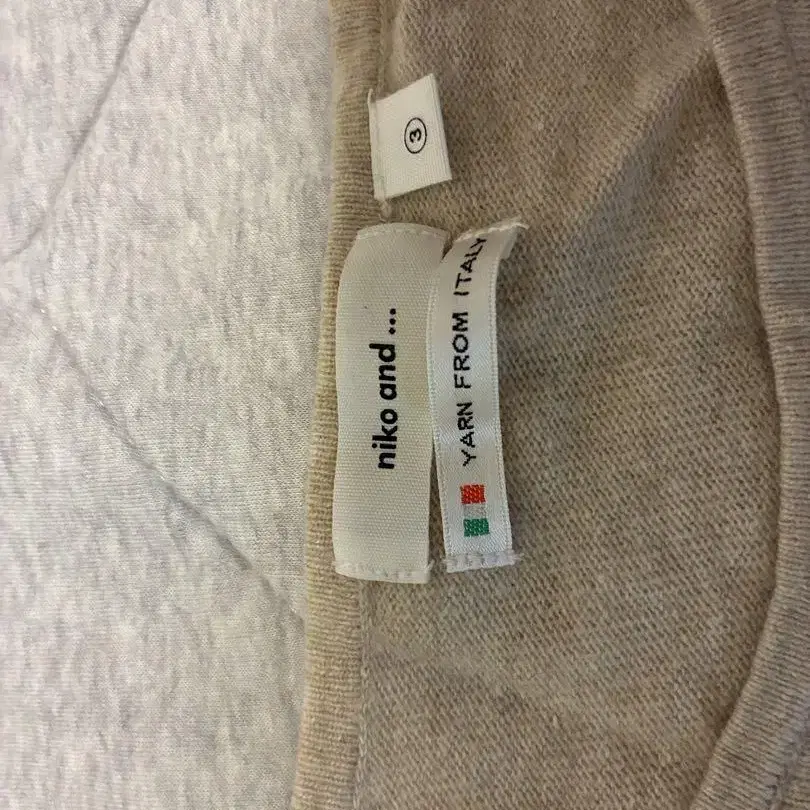 3
niko and ...
YARN FROM ITALY